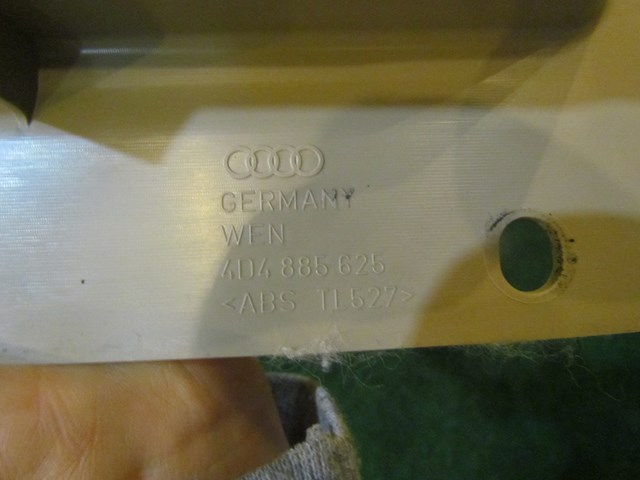 GERMANY
WEN
4D4 885 625
<ABS TL527>